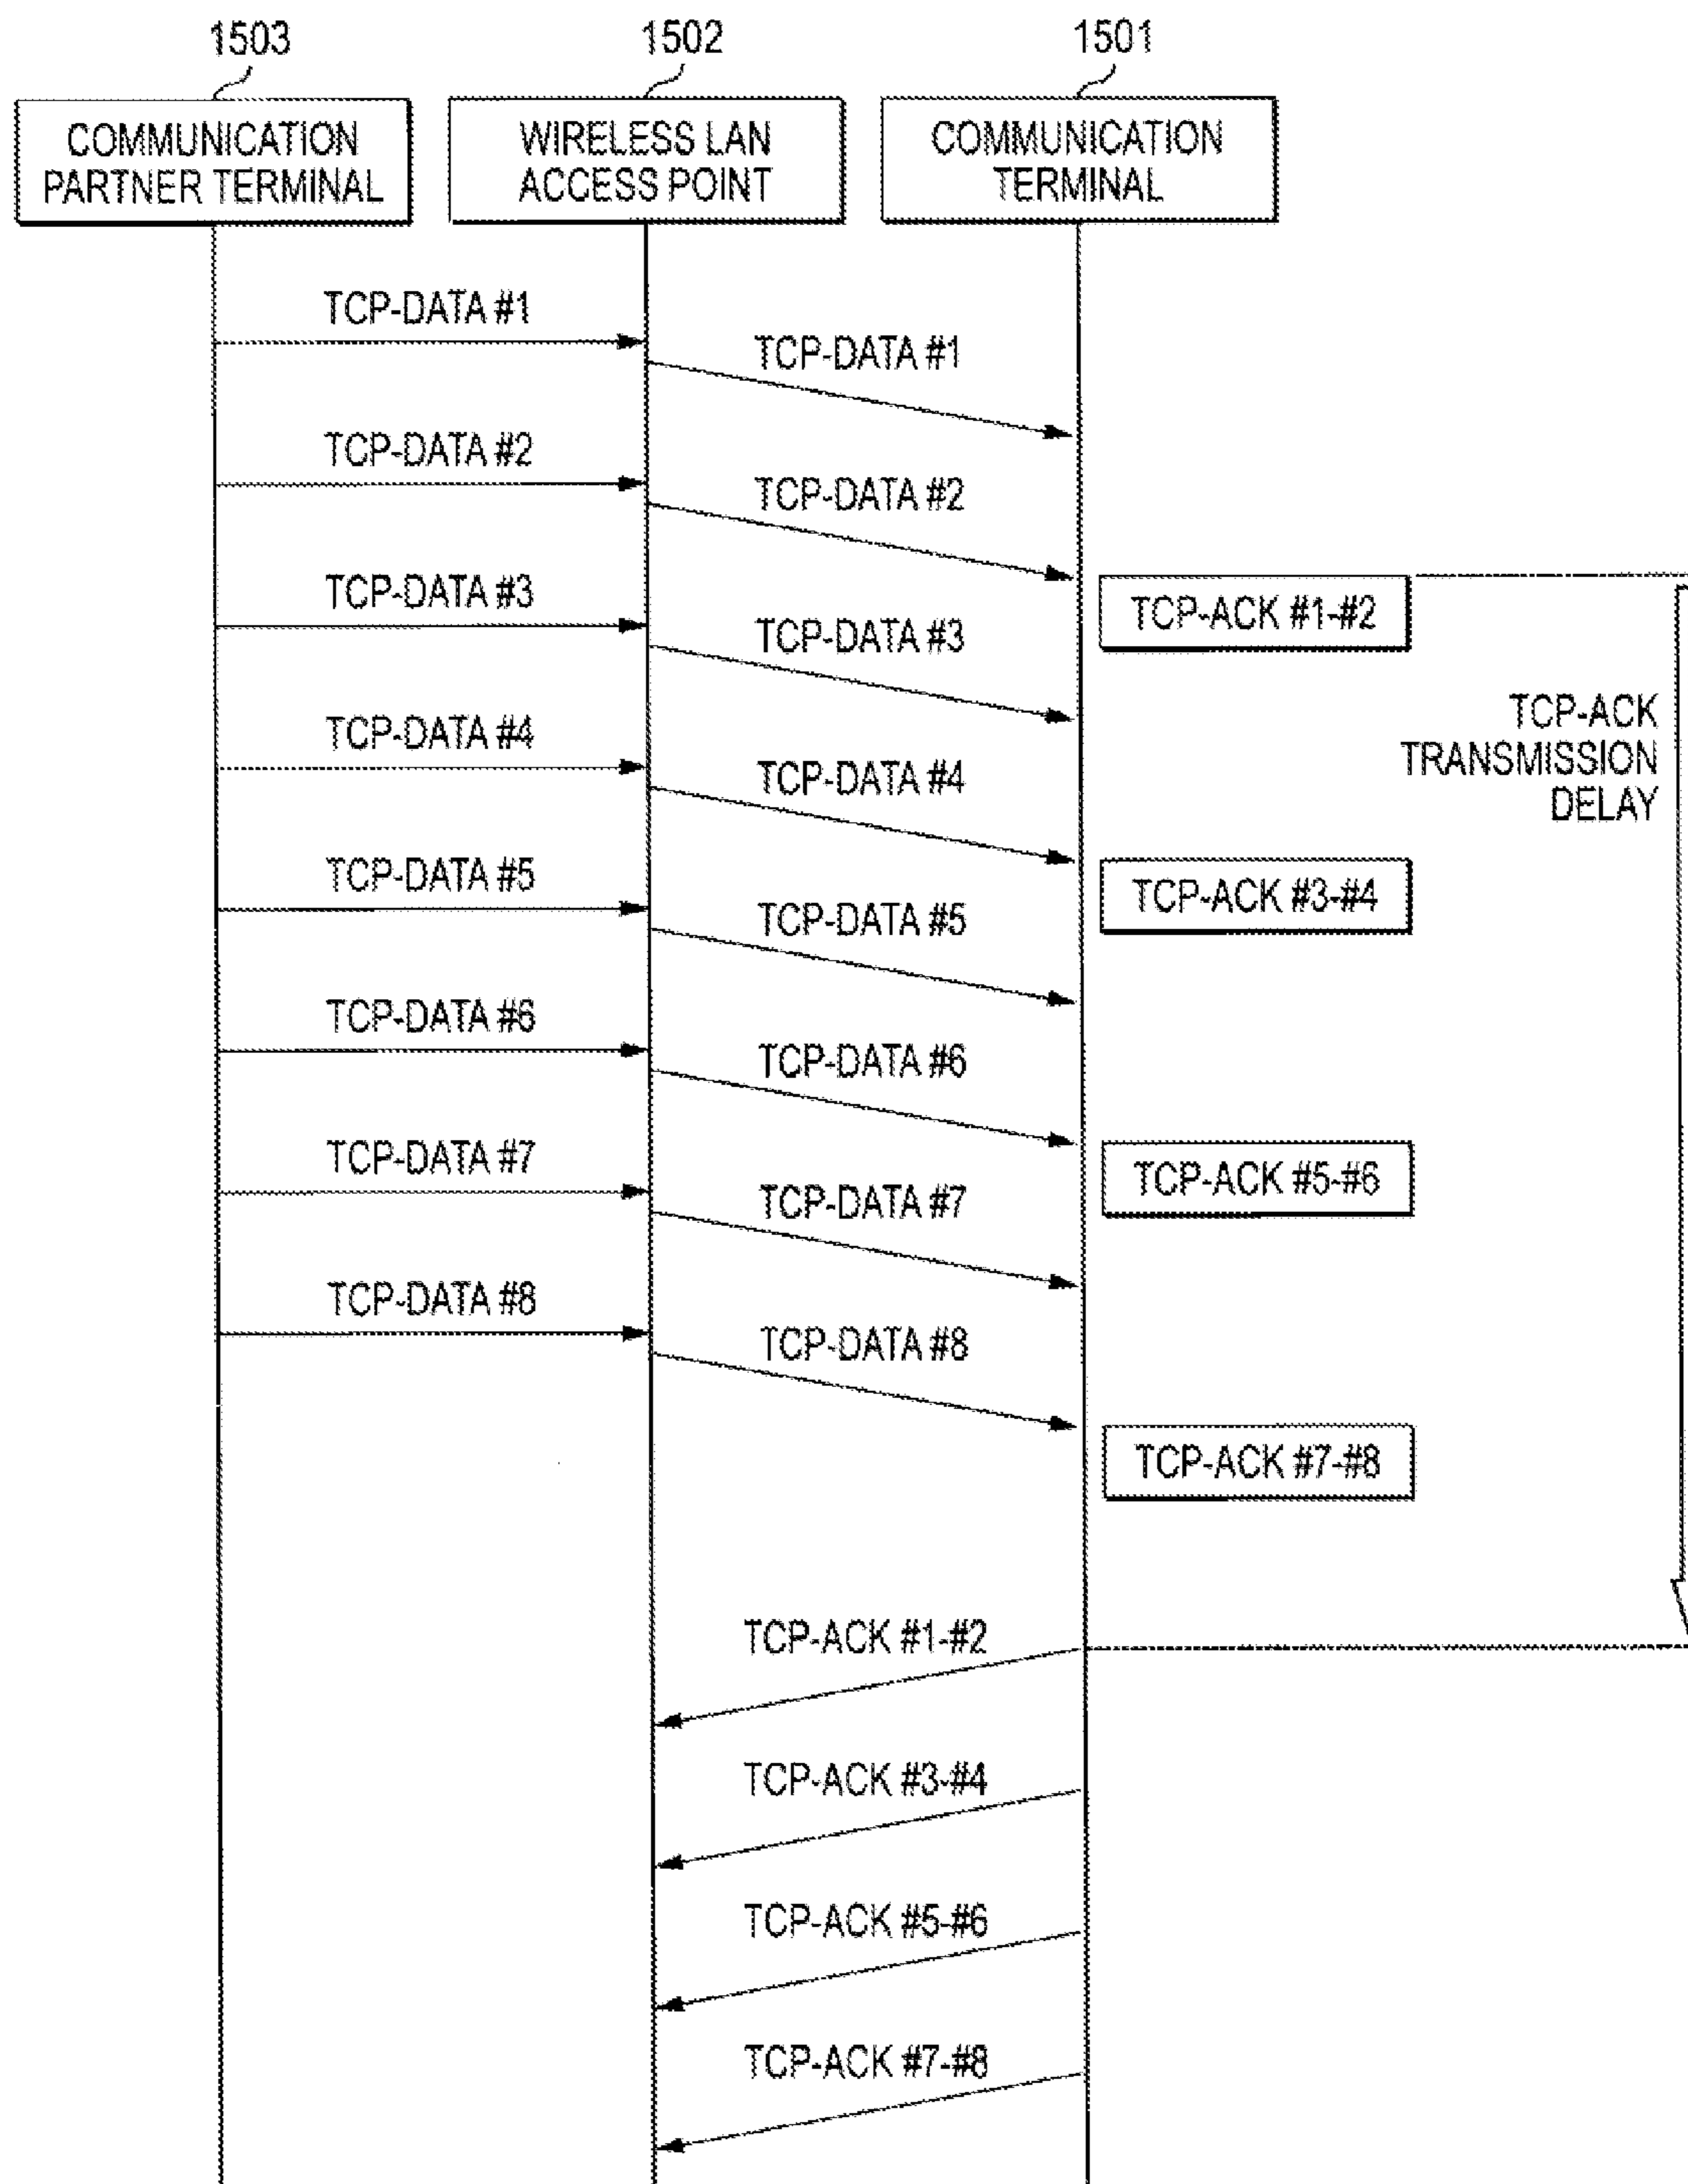 1503
1502
1501
COMMUNICATION
PARTNER TERMINAL
WIRELESS LAN
ACCESS POINT
COMMUNICATION
TERMINAL
TCP-DATA #1
TCP-DATA #1
TCP-DATA #2
TCP-DATA #2
TCP-DATA #3
TCP-ACK #1-#2
TCP-DATA #3
TCP-ACK
TRANSMISSION
DELAY
TCP-DATA #4
TCP-DATA #4
TCP-DATA #5
TCP-ACK #3-#4
TCP-DATA #5
TCP-DATA #6
TCP-DATA #6
TCP-DATA #7
TCP-ACK #5-#6
TCP-DATA #7
TCP-DATA #8
TCP-DATA #8
TCP-ACK #7-#8
TCP-ACK #1-#2
TCP-ACK #3-#4
TCP-ACK #5-#6
TCP-ACK #7-#8